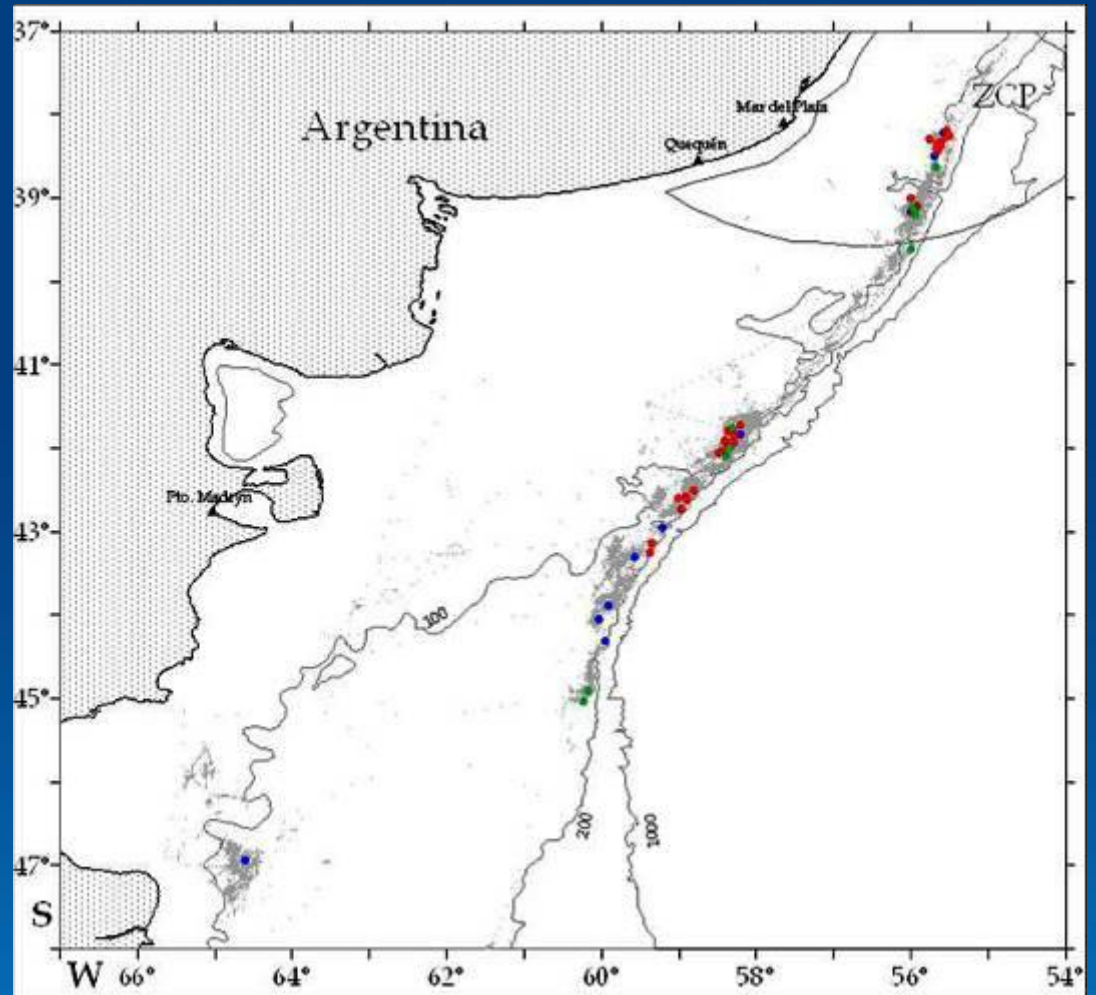 37°
ZCP
Mar del Plata
Argentina
Quequén
39°
41°
Pto. Madryn
43°
100
45°
200
1000
47°
S
W 66° 64° 62° 60° 58° 56° 54°